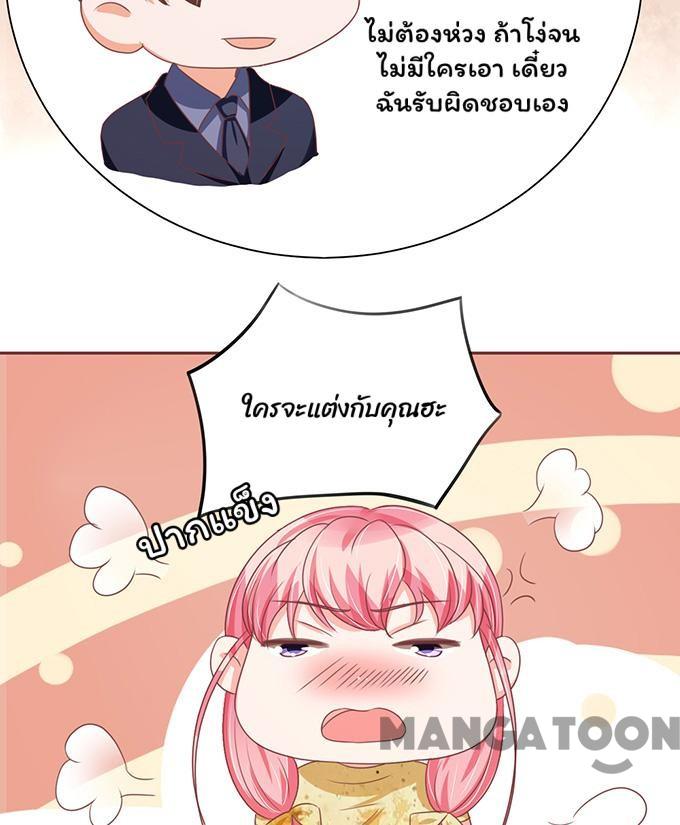 ไม่ต้องห่วง ถ้าโง่จน
ไม่มีใครเอา เดี๋ยว
ฉันรับผิดชอบเอง
ใครจะแต่งกับคุณฮะ
ปากแข็ง
MANGATOON